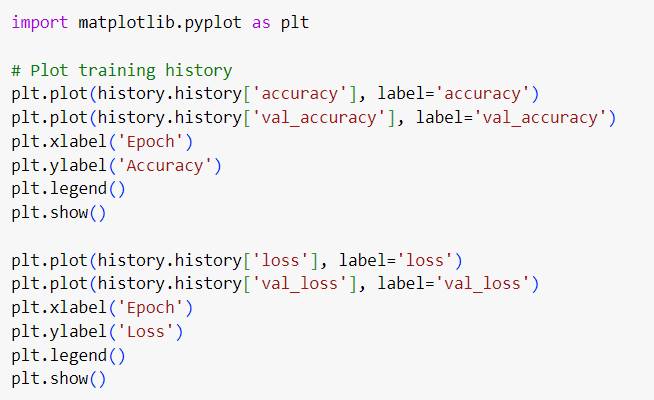 import matplotlib.pyplot as plt
# Plot training history
plt.plot(history.history['accuracy'], label='accuracy')
plt.plot(history.history['val_accuracy'], label='val_accuracy')
plt.xlabel('Epoch')
plt.ylabel('Accuracy')
plt.legend()
plt.show()
plt.plot(history.history['loss'], label='loss')
plt.plot(history.history['val_loss'], label='val_loss')
plt.xlabel('Epoch')
plt.ylabel('Loss')
plt.legend()
plt.show()